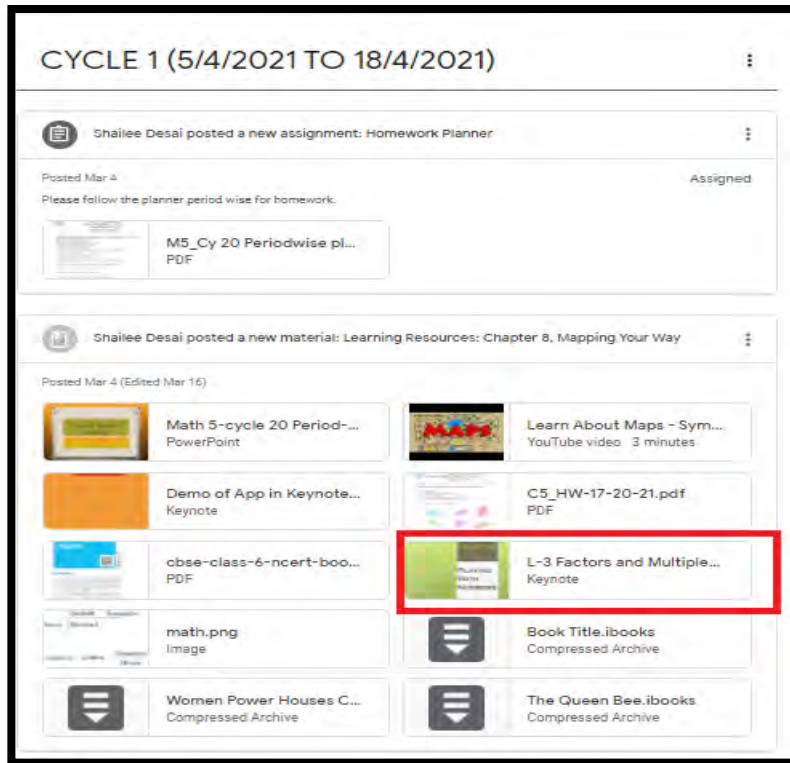 CYCLE 1 (5/4/2021 TO 18/4/2021)
Shailee Desai posted a new assignment: Homework Planner
Posted Mar 4
Assigned
Please follow the planner period wise for homework.
M5_Cy 20 Periodwise pl...
PDF
Shailee Desai posted a new material: Learning Resources: Chapter 8, Mapping Your Way
Posted Mar 4 (Edited Mar 16)
Math 5-cycle 20 Period-...
PowerPoint
MAPS
Learn About Maps - Sym...
YouTube video 3 minutes
Demo of App in Keynote...
Keynote
C5_HW-17-20-21.pdf
PDF
cbse-class-6-ncert-boo...
PDF
L-3 Factors and Multiple...
Keynote
math.png
Image
Book Title.ibooks
Compressed Archive
Women Power Houses C...
Compressed Archive
The Queen Bee.ibooks
Compressed Archive